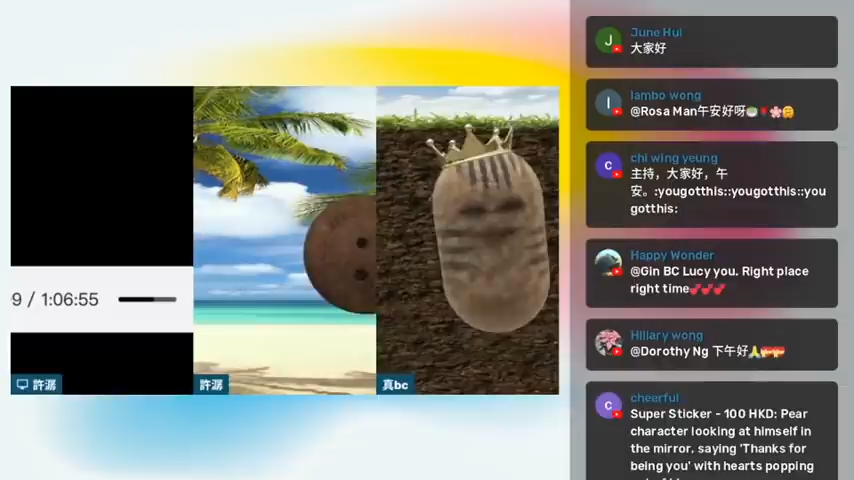 9 / 1:06:55
許潺
許潺
真bc
June Hui
大家好
lambo wong
@Rosa Man午安好呀🍵🌹🌸🤗
chi wing yeung
主持，大家好，午
安。:yougotthis::yougotthis::you
gotthis:
Happy Wonder
@Gin BC Lucy you. Right place
right time💞💞💞
Hillary wong
@Dorothy Ng 下午好🙏
cheerful
Super Sticker - 100 HKD: Pear
character looking at himself in
the mirror, saying 'Thanks for
being you' with hearts popping